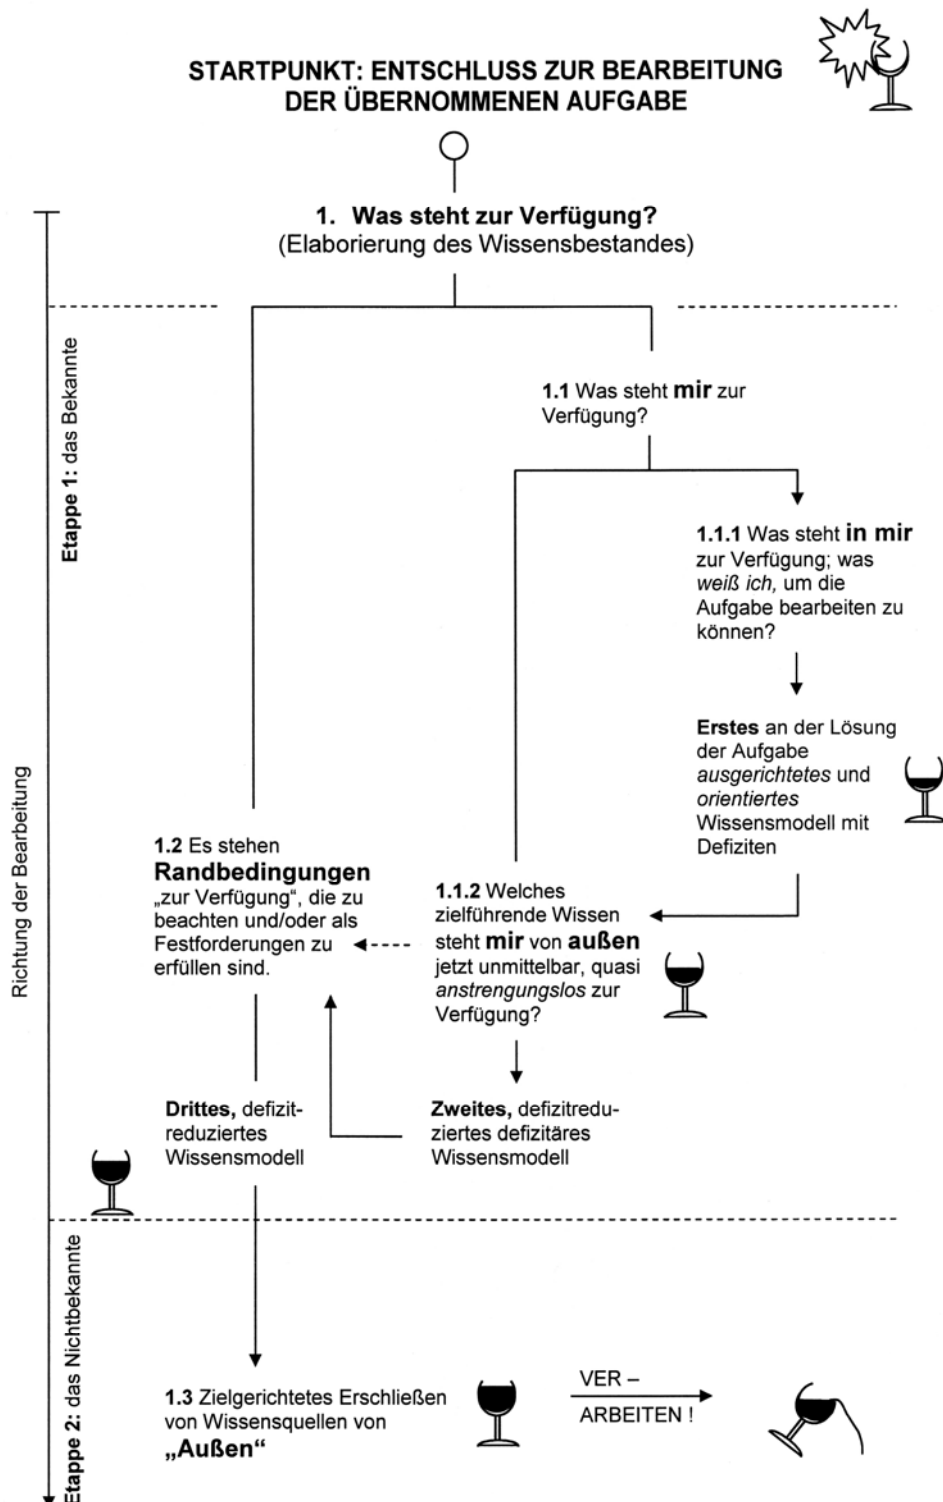 STARTPUNKT: ENTSCHLUSS ZUR BEARBEITUNG
DER ÜBERNOMMENEN AUFGABE
1. Was steht zur Verfügung?
(Elaborierung des Wissensbestandes)
Richtung der Bearbeitung
Etappe 1: das Bekannte
1.1 Was steht mir zur
Verfügung?
1.1.1 Was steht in mir
zur Verfügung; was
weiß ich, um die
Aufgabe bearbeiten zu
können?
Erstes an der Lösung
der Aufgabe
ausgerichtetes und
orientiertes
Wissensmodell mit
Defiziten
1.2 Es stehen
Randbedingungen
„zur Verfügung“, die zu
beachten und/oder als
Festforderungen zu
erfüllen sind.
1.1.2 Welches
zielführende Wissen
steht mir von außen
jetzt unmittelbar, quasi
anstrengungslos zur
Verfügung?
Drittes, defizit-
reduziertes
Wissensmodell
Zweites, defizitredu-
ziertes defizitäres
Wissensmodell
Etappe 2: das Nichtbekannte
1.3 Zielgerichtetes Erschließen
von Wissensquellen von
„Außen“
VER –
ARBEITEN !